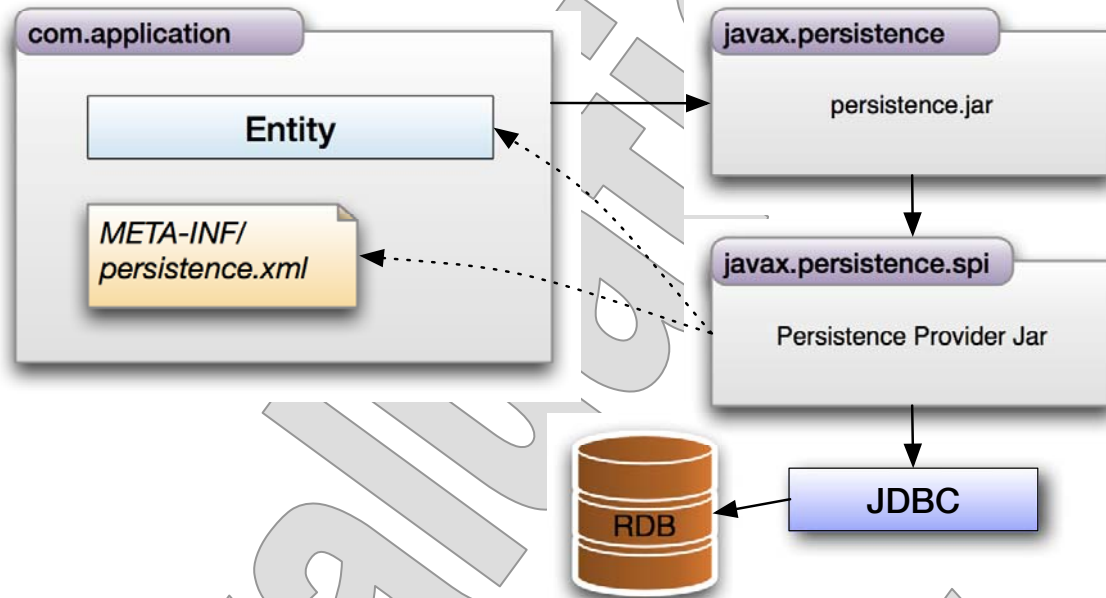 com.application
Entity
META-INF/
persistence.xml
javax.persistence
persistence.jar
javax.persistence.spi
Persistence Provider Jar
JDBC
RDB